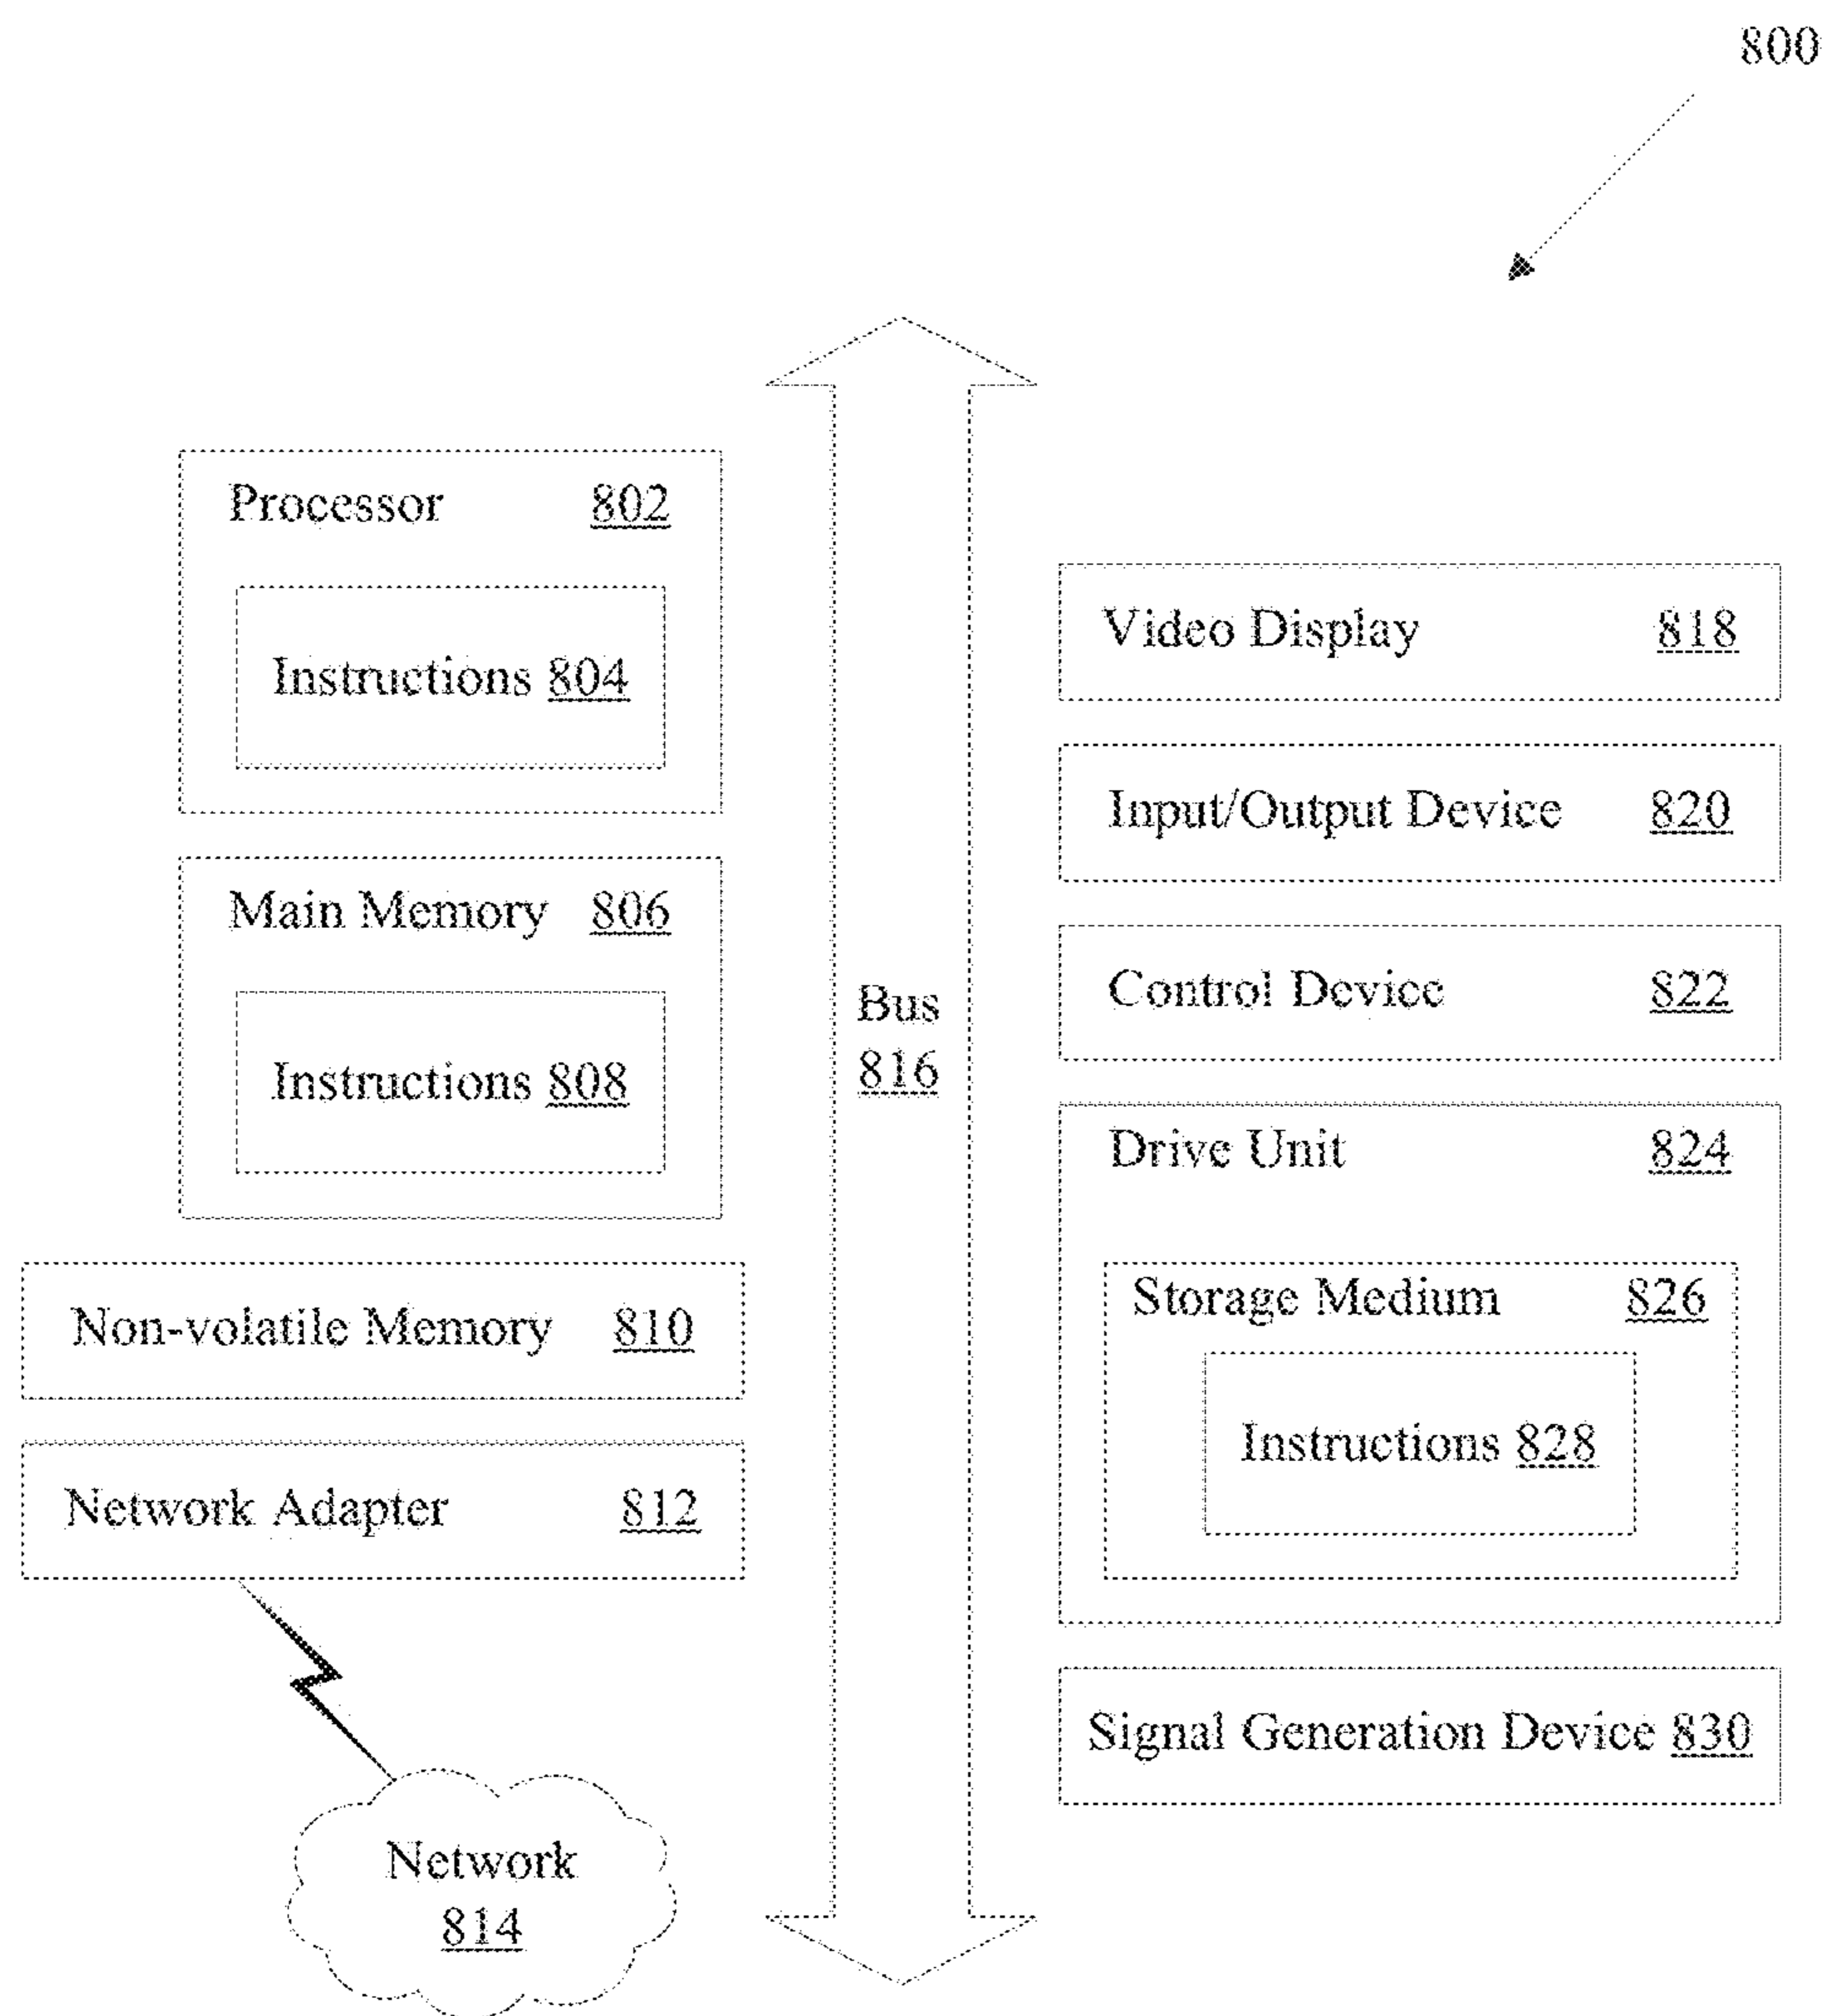 800
Processor 802
Instructions 804
Main Memory 806
Instructions 808
Non-volatile Memory 810
Network Adapter 812
Network
814
Bus
816
Video Display 818
Input/Output Device 820
Control Device 822
Drive Unit 824
Storage Medium 826
Instructions 828
Signal Generation Device 830